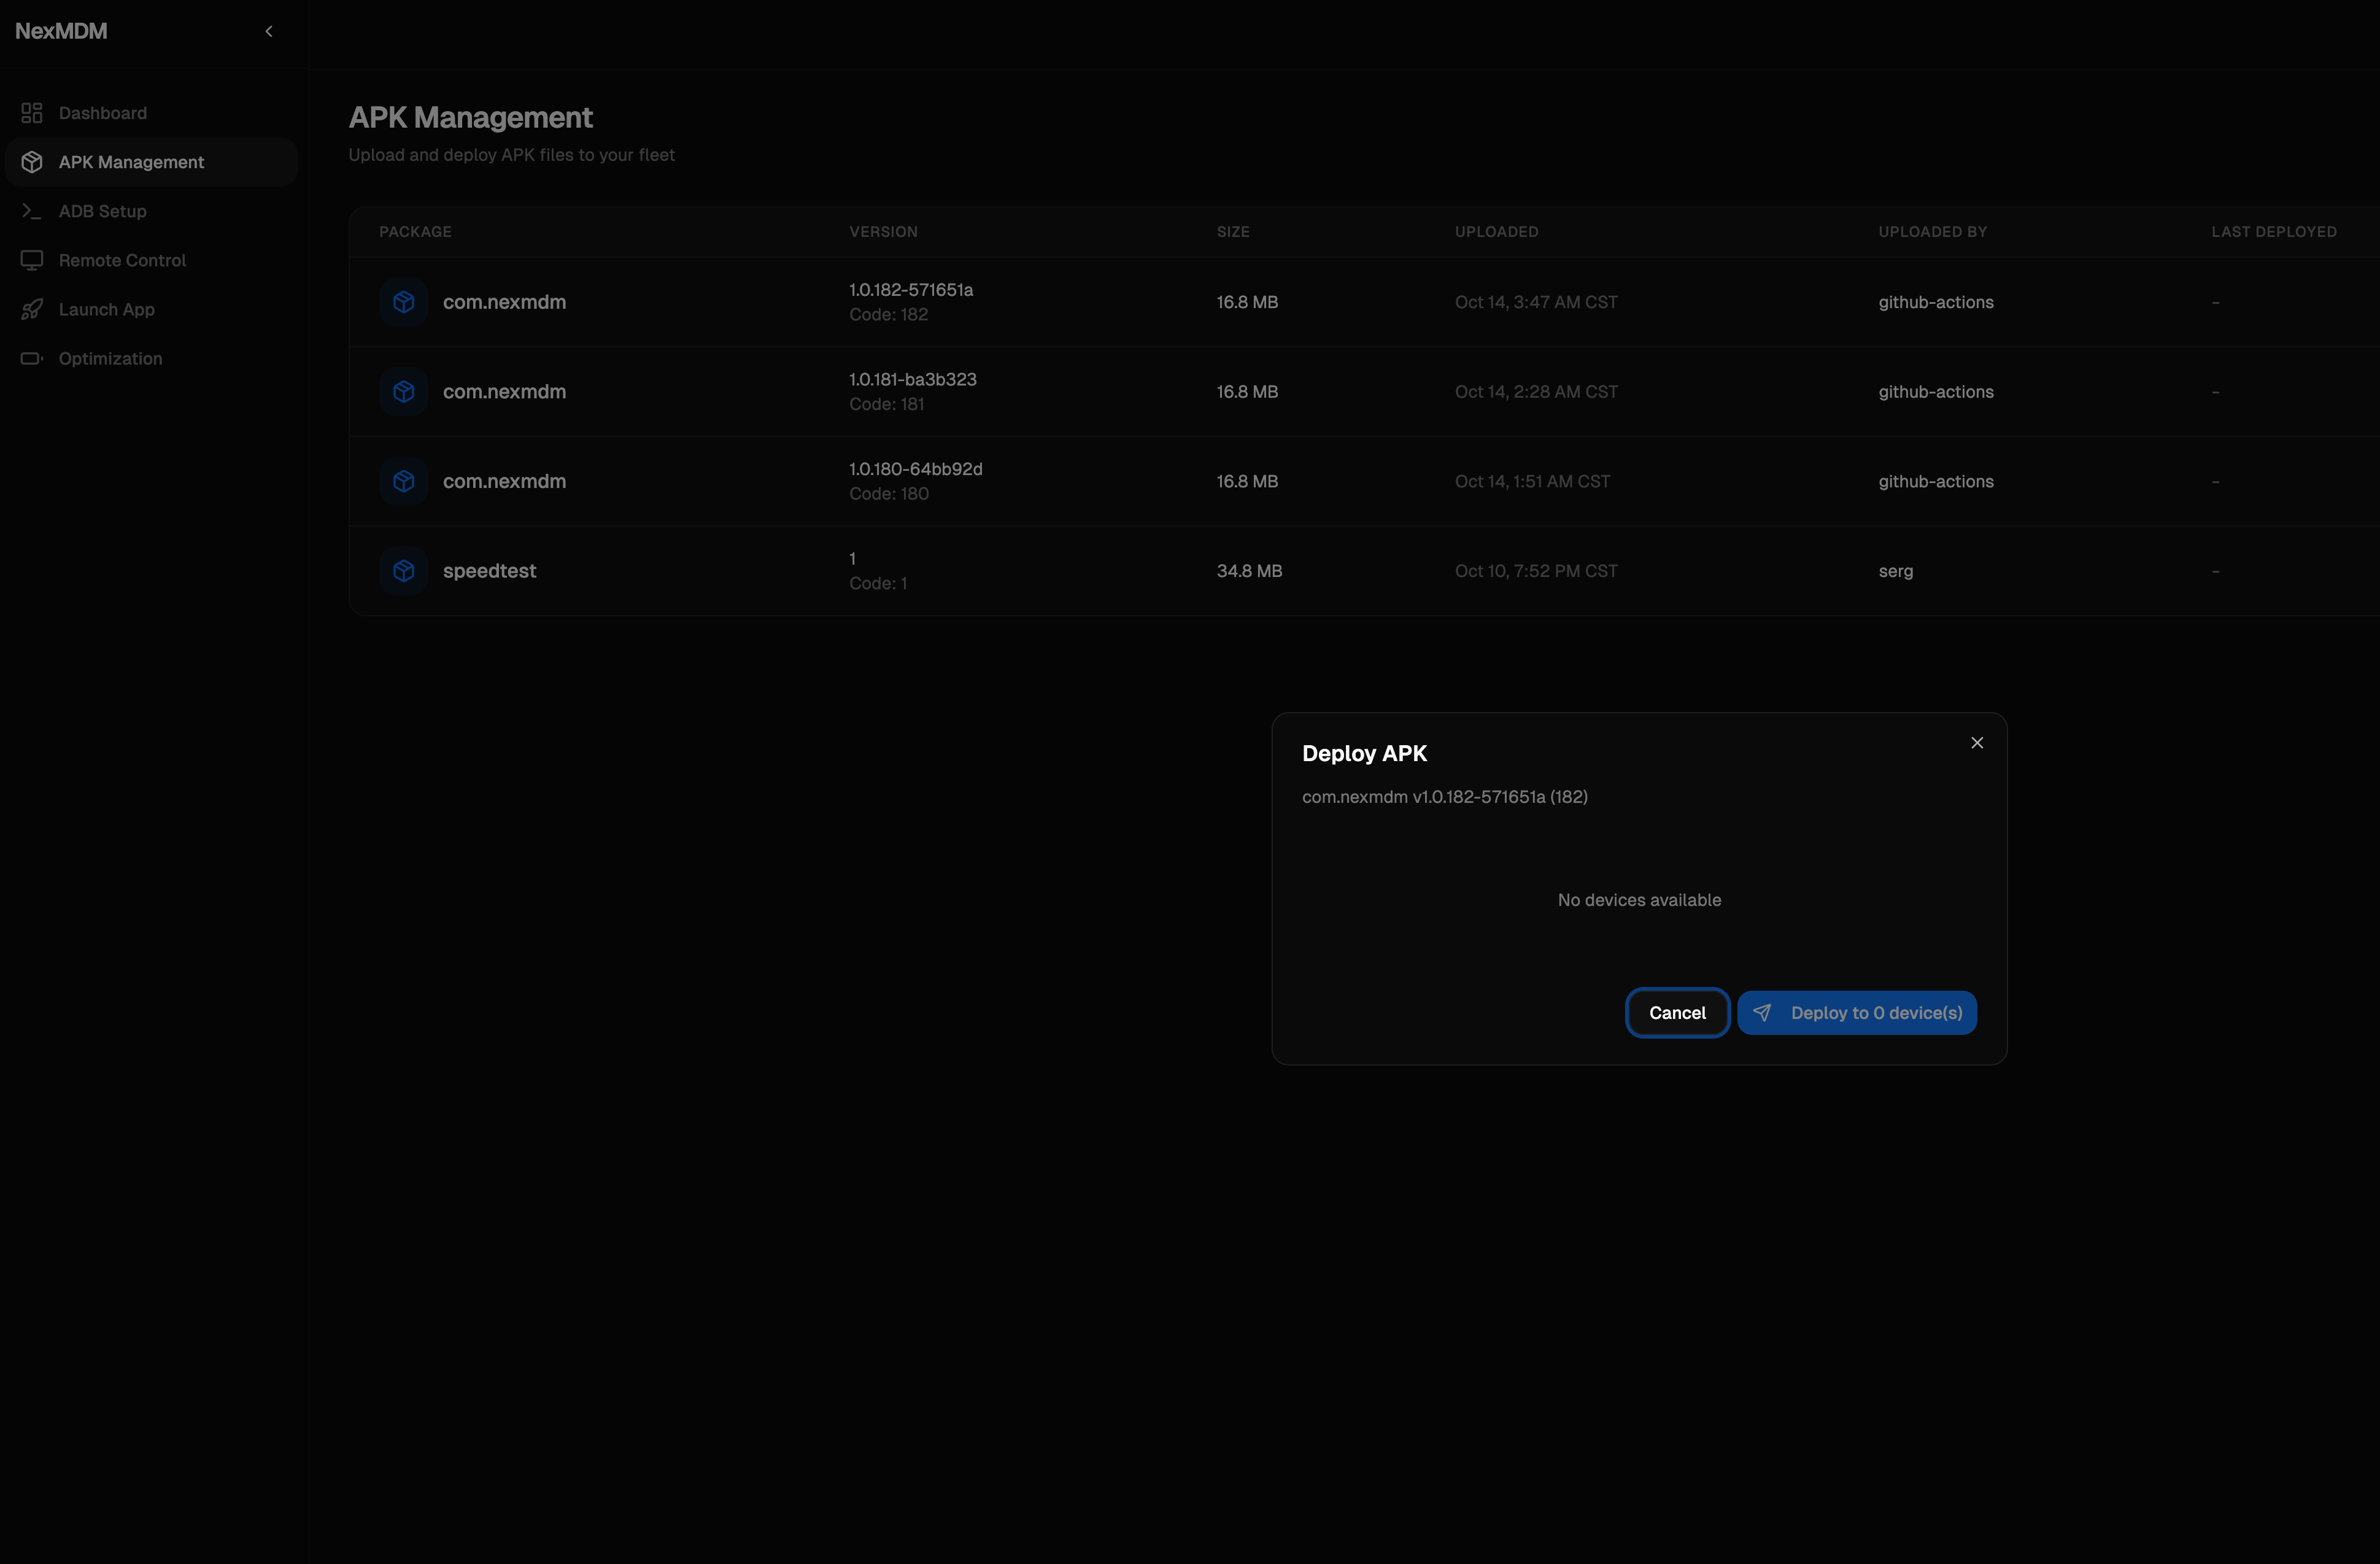 NexMDM
Dashboard
APK Management
ADB Setup
Remote Control
Launch App
Optimization
APK Management
Upload and deploy APK files to your fleet
PACKAGE VERSION SIZE UPLOADED UPLOADED BY LAST DEPLOYED
com.nexmdm 1.0.182-571651a 16.8 MB Oct 14, 3:47 AM CST github-actions -
Code: 182
com.nexmdm 1.0.181-ba3b323 16.8 MB Oct 14, 2:28 AM CST github-actions -
Code: 181
com.nexmdm 1.0.180-64bb92d 16.8 MB Oct 14, 1:51 AM CST github-actions -
Code: 180
speedtest 1 34.8 MB Oct 10, 7:52 PM CST serg -
Code: 1
Deploy APK
com.nexmdm v1.0.182-571651a (182)
No devices available
Cancel Deploy to 0 device(s)